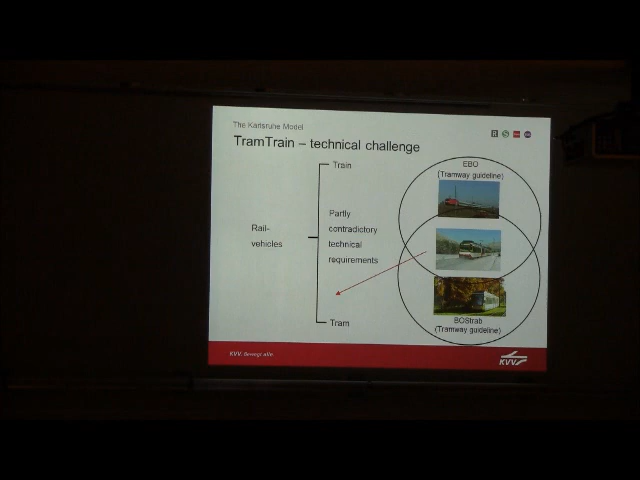 The Karlsruhe Model
TramTrain – technical challenge
Train
Rail-
vehicles
Partly
contradictory
technical
requirements
Tram
EBO
(Tramway guideline)
BOStrab
(Tramway guideline)
KVV. Bewegt alle.
KVV